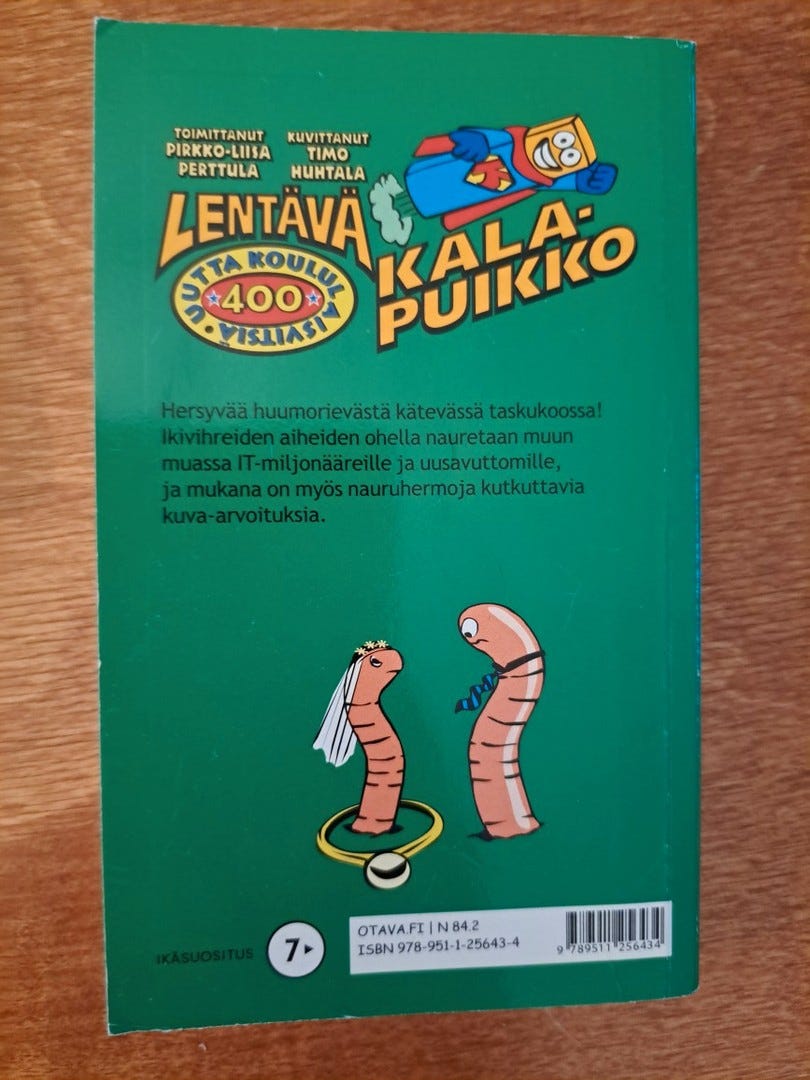 TOIMITTANUT
PIRKKO-LIISA
PERTTULA
KUVITTANUT
TIMO
HUHTALA
LENTÄVÄ
KALA-
PUIKKO
400
UUTTA KOULULAISVITSIÄ
Hersyvää huumorievästä kätevässä taskukoossa!
Ikivihreiden aiheiden ohella nauretaan muun
muassa IT-miljonääreille ja uusavuttomille,
ja mukana on myös nauruhermoja kutkuttavia
kuva-arvoituksia.
IKÄSUOSITUS
7
OTAVA.FI | N 84.2
ISBN 978-951-1-25643-4
9 789511 256434